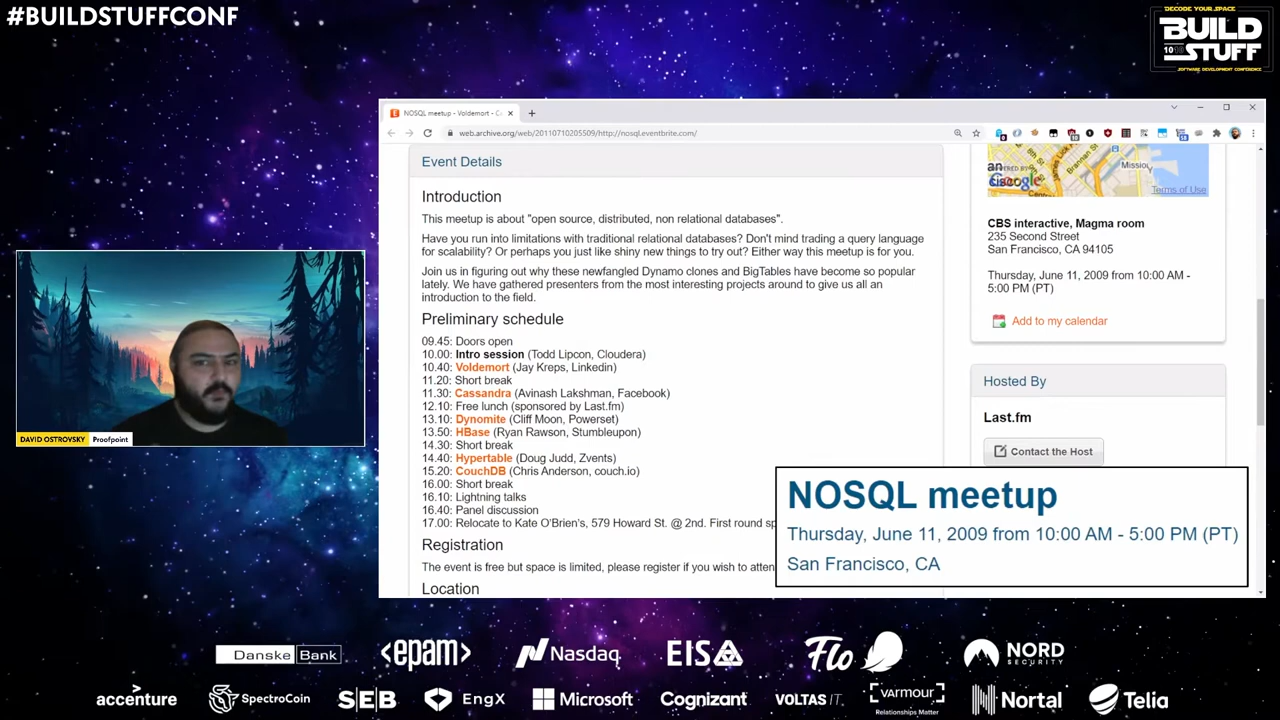 #BUILDSTUFFCONF
DECODE YOUR SPACE
BUILD
STUFF
SOFTWARE DEVELOPMENT CONFERENCE
NOSQL meetup - Voldemort - C
web.archive.org/web/20110710205509/http://nosql.eventbrite.com/
Event Details
Introduction
This meetup is about "open source, distributed, non relational databases".
Have you run into limitations with traditional relational databases? Don't mind trading a query language
for scalability? Or perhaps you just like shiny new things to try out? Either way this meetup is for you.
Join us in figuring out why these newfangled Dynamo clones and BigTables have become so popular
lately. We have gathered presenters from the most interesting projects around to give us all an
introduction to the field.
Preliminary schedule
09.45: Doors open
10.00: Intro session (Todd Lipcon, Cloudera)
10.40: Voldemort (Jay Kreps, Linkedin)
11.20: Short break
11.30: Cassandra (Avinash Lakshman, Facebook)
12.10: Free lunch (sponsored by Last.fm)
13.10: Dynomite (Cliff Moon, Powerset)
13.50: HBase (Ryan Rawson, Stumbleupon)
14.30: Short break
14.40: Hypertable (Doug Judd, Zvents)
15.20: CouchDB (Chris Anderson, couch.io)
16.00: Short break
16.10: Lightning talks
16.40: Panel discussion
17.00: Relocate to Kate O'Brien's, 579 Howard St. @ 2nd. First round sp
Registration
The event is free but space is limited, please register if you wish to atten
Location
Mission
Google
Terms of Use
CBS interactive, Magma room
235 Second Street
San Francisco, CA 94105
Thursday, June 11, 2009 from 10:00 AM -
5:00 PM (PT)
Add to my calendar
Hosted By
Last.fm
Contact the Host
NOSQL meetup
Thursday, June 11, 2009 from 10:00 AM - 5:00 PM (PT)
San Francisco, CA
DAVID OSTROVSKY Proofpoint
Danske Bank
<epam>
Nasdaq
EIS
Flo
NORD
SECURITY
accenture
SpectroCoin
SEB
EngX
Microsoft
Cognizant
VOLTAS IT.
varmour
Relationships Matter
Nortal
Telia